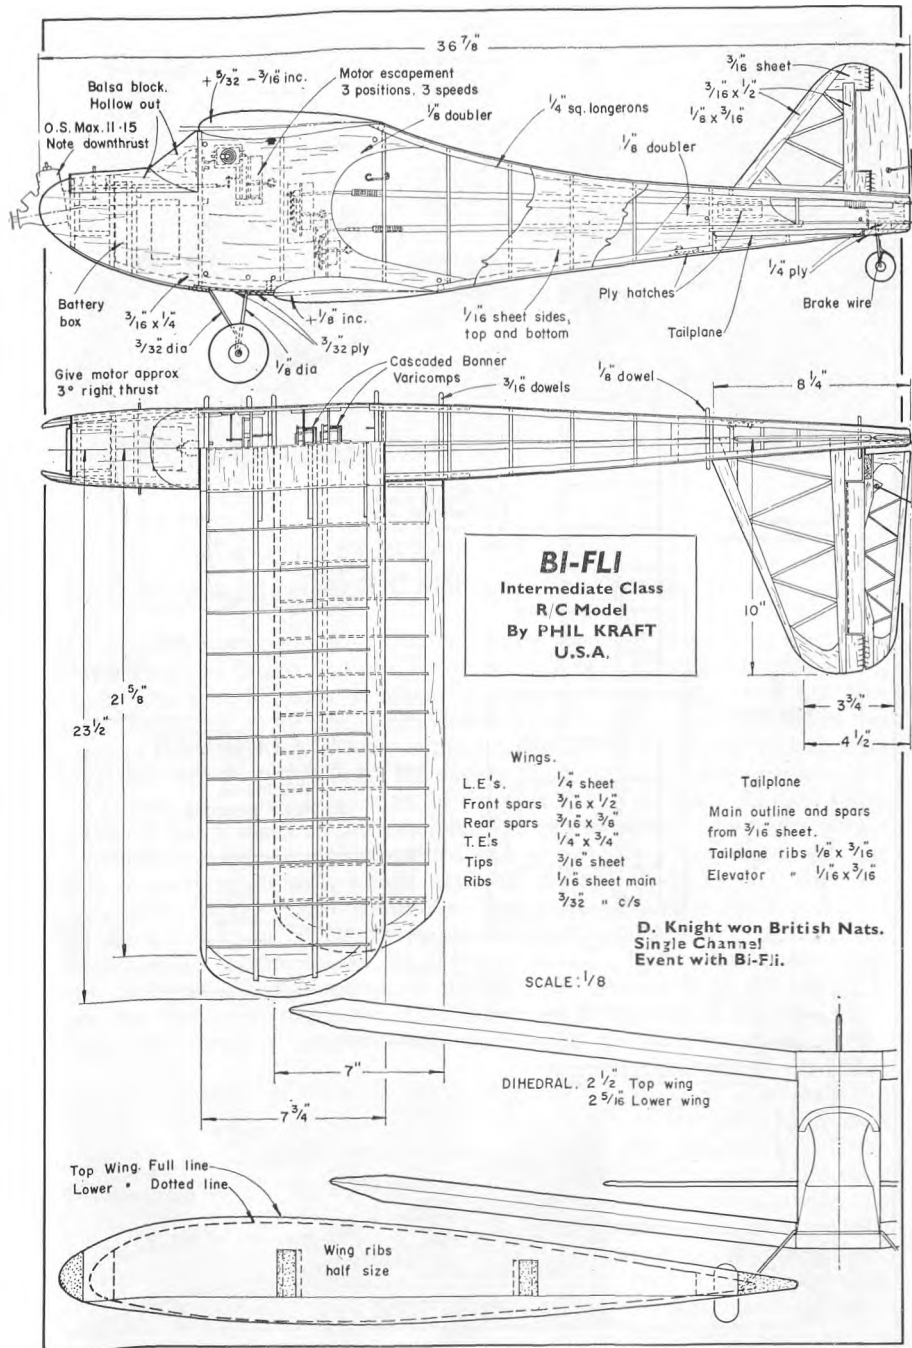 36 7/8"
+ 5/32" - 3/16" inc.
Motor escapement
3 positions, 3 speeds
Balsa block.
Hollow out
1/8" doubler
1/4" sq. longerons
3/16" sheet
3/16" x 1/2"
1/8" x 3/16"
O.S. Max. 11·15
Note downthrust
1/8" doubler
Battery
box
3/16" x 1/4"
3/32" dia
1/8" dia
+ 1/8" inc.
3/32" ply
1/16" sheet sides,
top and bottom
Ply hatches
Tailplane
1/4" ply
Brake wire
Give motor approx
3° right thrust
Cascaded Bonner
Varicomps
3/16" dowels
1/8" dowel
8 1/4"
BI-FLI
Intermediate Class
R/C Model
By PHIL KRAFT
U.S.A.
10"
21 5/8"
23 1/2"
3 3/4"
4 1/2"
Wings.
L.E's. 1/4" sheet
Front spars 3/16" x 1/2"
Rear spars 3/16" x 3/8"
T.E's 1/4" x 3/4"
Tips 3/16" sheet
Ribs 1/16" sheet main
3/32" " c/s
Tailplane
Main outline and spars
from 3/16" sheet.
Tailplane ribs 1/8" x 3/16"
Elevator " 1/16" x 3/16"
D. Knight won British Nats.
Single Channel
Event with Bi-Fli.
SCALE: 1/8
7"
7 3/4"
DIHEDRAL. 2 1/2" Top wing
2 5/16" Lower wing
Top Wing. Full line
Lower " Dotted line
Wing ribs
half size